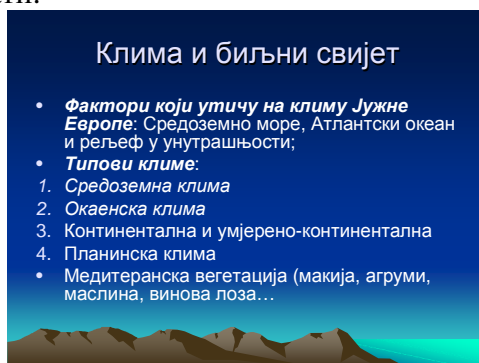 Клима и биљни свијет
• Фактори који утичу на климу Јужне
Европе: Средоземно море, Атлантски океан
и рељеф у унутрашњости;
• Типови климе:
1. Средоземна клима
2. Окаенска клима
3. Континентална и умјерено-континентална
4. Планинска клима
• Медитеранска вегетација (макија, агруми,
маслина, винова лоза...